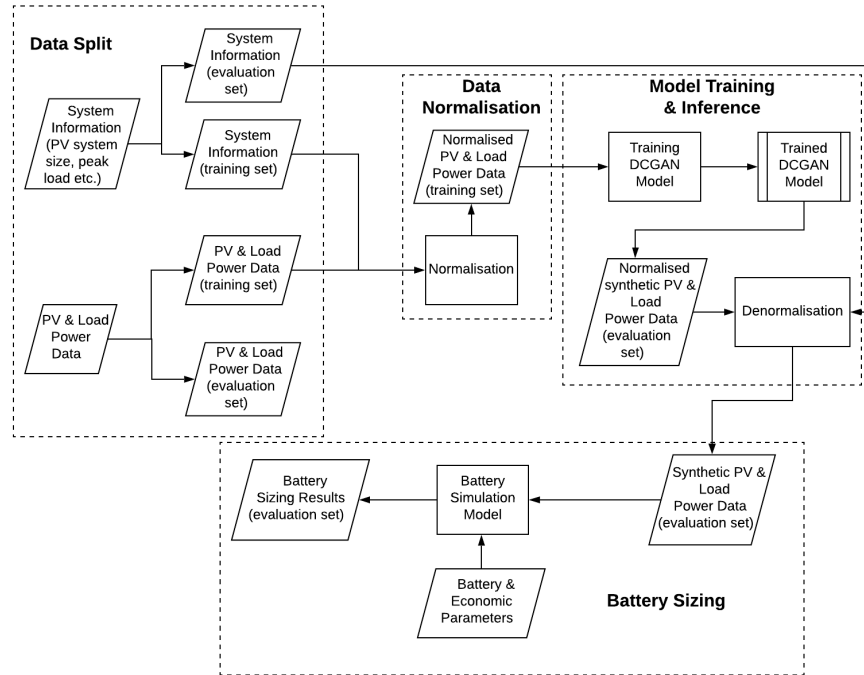 Data Split
System
Information
(evaluation
set)
System
Information
(PV system
size, peak
load etc.)
System
Information
(training set)
PV & Load
Power Data
(training set)
PV & Load
Power
Data
PV & Load
Power Data
(evaluation
set)
Data
Normalisation
Normalised
PV & Load
Power Data
(training set)
Normalisation
Model Training
& Inference
Training
DCGAN
Model
Trained
DCGAN
Model
Normalised
synthetic PV &
Load
Power Data
(evaluation
set)
Denormalisation
Battery
Sizing Results
(evaluation set)
Battery
Simulation
Model
Synthetic PV &
Load
Power Data
(evaluation set)
Battery &
Economic
Parameters
Battery Sizing